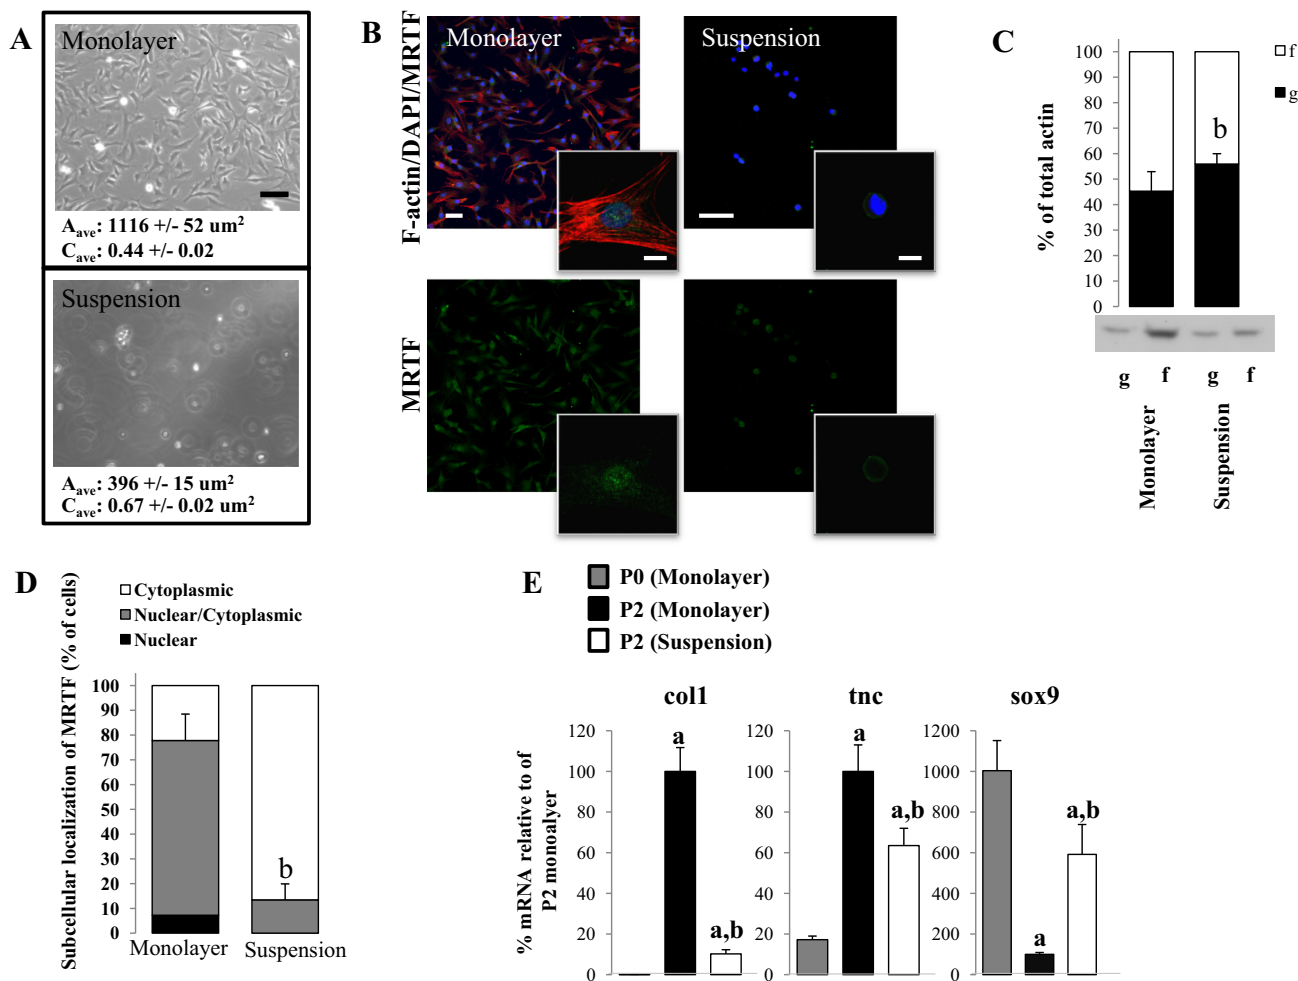 A
Monolayer
A_ave: 1116 +/- 52 um²
C_ave: 0.44 +/- 0.02
Suspension
A_ave: 396 +/- 15 um²
C_ave: 0.67 +/- 0.02 um²
B
F-actin/DAPI/MRTF
Monolayer
Suspension
MRTF
C
% of total actin
100
90
80
70
60
50
40
30
20
10
0
b
f
g
g f g f
Monolayer
Suspension
D
Cytoplasmic
Nuclear/Cytoplasmic
Nuclear
Subcellular localization of MRTF (% of cells)
100
90
80
70
60
50
40
30
20
10
0
b
Monolayer
Suspension
E
P0 (Monolayer)
P2 (Monolayer)
P2 (Suspension)
% mRNA relative to of
P2 monoalyer
col1
120
100
80
60
40
20
0
a
a,b
tnc
120
100
80
60
40
20
0
a
a,b
sox9
1200
1000
800
600
400
200
0
a
a,b